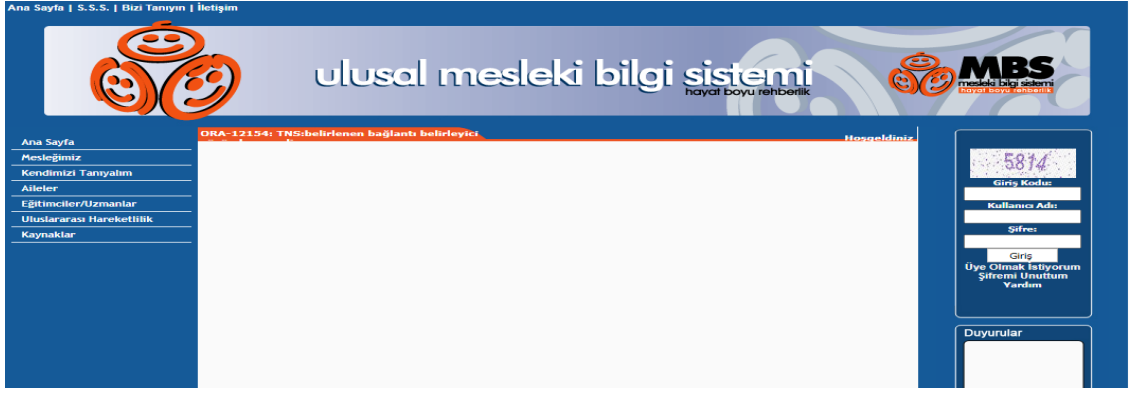 Ana Sayfa | S.S.S. | Bizi Tanıyın | İletişim
ulusal mesleki bilgi sistemi
hayat boyu rehberlik
MBS
mesleki bilgi sistemi
hayat boyu rehberlik
Ana Sayfa
Mesleğimiz
Kendimizi Tanıyalım
Aileler
Eğitimciler/Uzmanlar
Uluslararası Hareketlilik
Kaynaklar
ORA-12154: TNS:belirlenen bağlantı belirleyici
Hoşgeldiniz
5814
Giriş Kodu:
Kullanıcı Adı:
Şifre:
Giriş
Üye Olmak İstiyorum
Şifremi Unuttum
Yardım
Duyurular